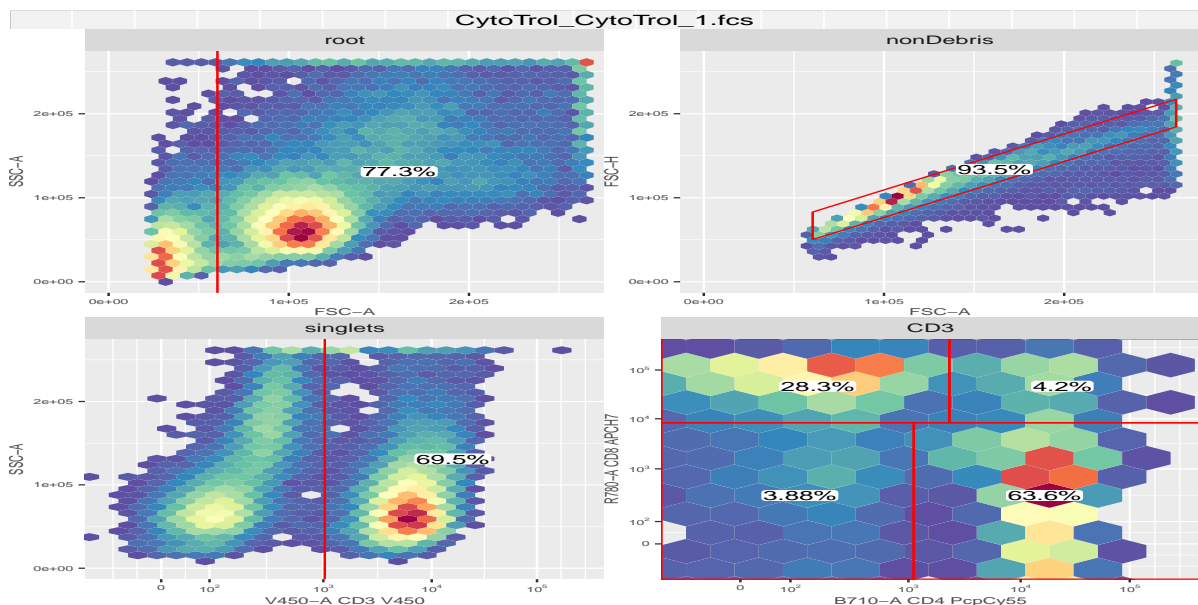 CytoTrol_CytoTrol_1.fcs
root
nonDebris
2e+05
1e+05
0e+00
SSC-A
77.3%
0e+00
1e+05
2e+05
FSC-A
2e+05
1e+05
0e+00
FSC-H
93.5%
0e+00
1e+05
2e+05
FSC-A
singlets
CD3
2e+05
1e+05
0e+00
SSC-A
69.5%
0
10²
10³
10⁴
10⁵
V450-A CD3 V450
10⁵
10⁴
10³
10²
0
R780-A CD8 APCH7
28.3%
4.2%
3.88%
63.6%
0
10²
10³
10⁴
10⁵
B710-A CD4 PcpCy55